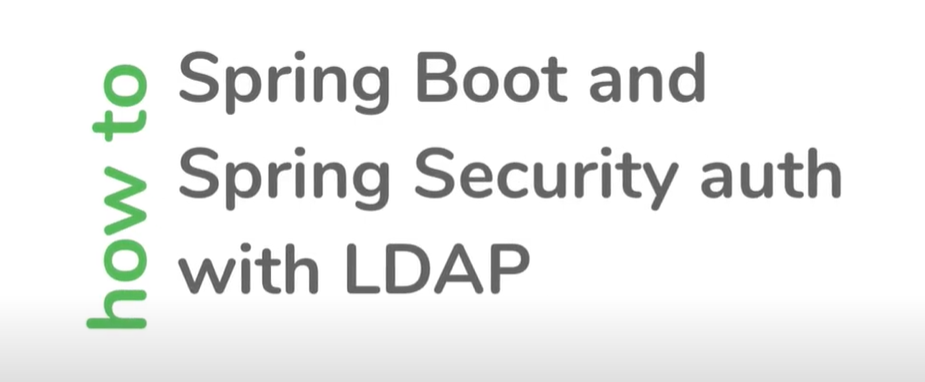 how to
Spring Boot and
Spring Security auth
with LDAP